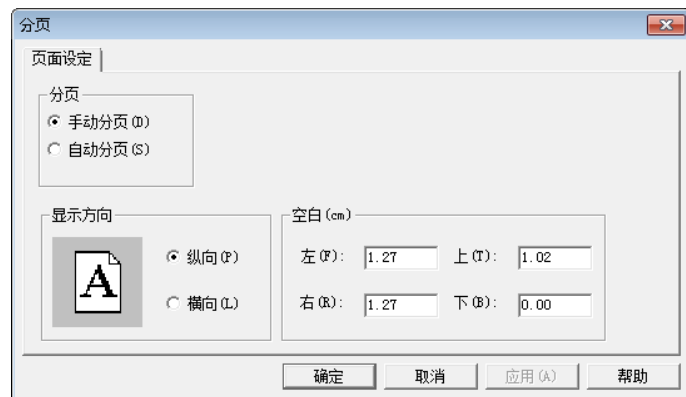 分页
页面设定
分页
手动分页(D)
自动分页(S)
显示方向
A
纵向(P)
横向(L)
空白(cm)
左(F): 1.27 上(T): 1.02
右(R): 1.27 下(B): 0.00
确定 取消 应用(A) 帮助